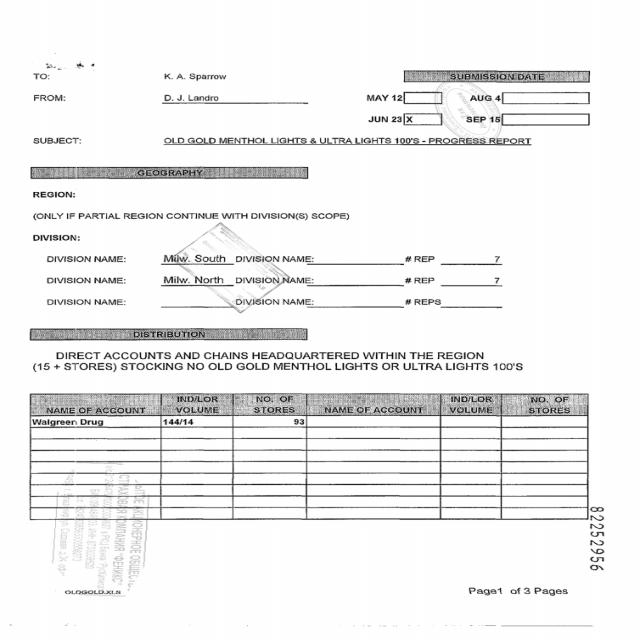 TO: K. A. Sparrow
SUBMISSION DATE
FROM: D. J. Landro
MAY 12 AUG 4
JUN 23 X SEP 15
SUBJECT: OLD GOLD MENTHOL LIGHTS & ULTRA LIGHTS 100'S - PROGRESS REPORT
GEOGRAPHY
REGION:
(ONLY IF PARTIAL REGION CONTINUE WITH DIVISION(S) SCOPE)
DIVISION:
DIVISION NAME: Milw. South DIVISION NAME: # REP 7
DIVISION NAME: Milw. North DIVISION NAME: # REP 7
DIVISION NAME: DIVISION NAME: # REPS
DISTRIBUTION
DIRECT ACCOUNTS AND CHAINS HEADQUARTERED WITHIN THE REGION
(15 + STORES) STOCKING NO OLD GOLD MENTHOL LIGHTS OR ULTRA LIGHTS 100'S
NAME OF ACCOUNT IND/LOR VOLUME NO. OF STORES NAME OF ACCOUNT IND/LOR VOLUME NO. OF STORES
Walgreen Drug 144/14 93
АКЦИОНЕРНОЕ
СТРАХОВАЯ КОМПАНИЯ "ФЕНИКС"
82252956
OLDGOLD.XLS
Page1 of 3 Pages